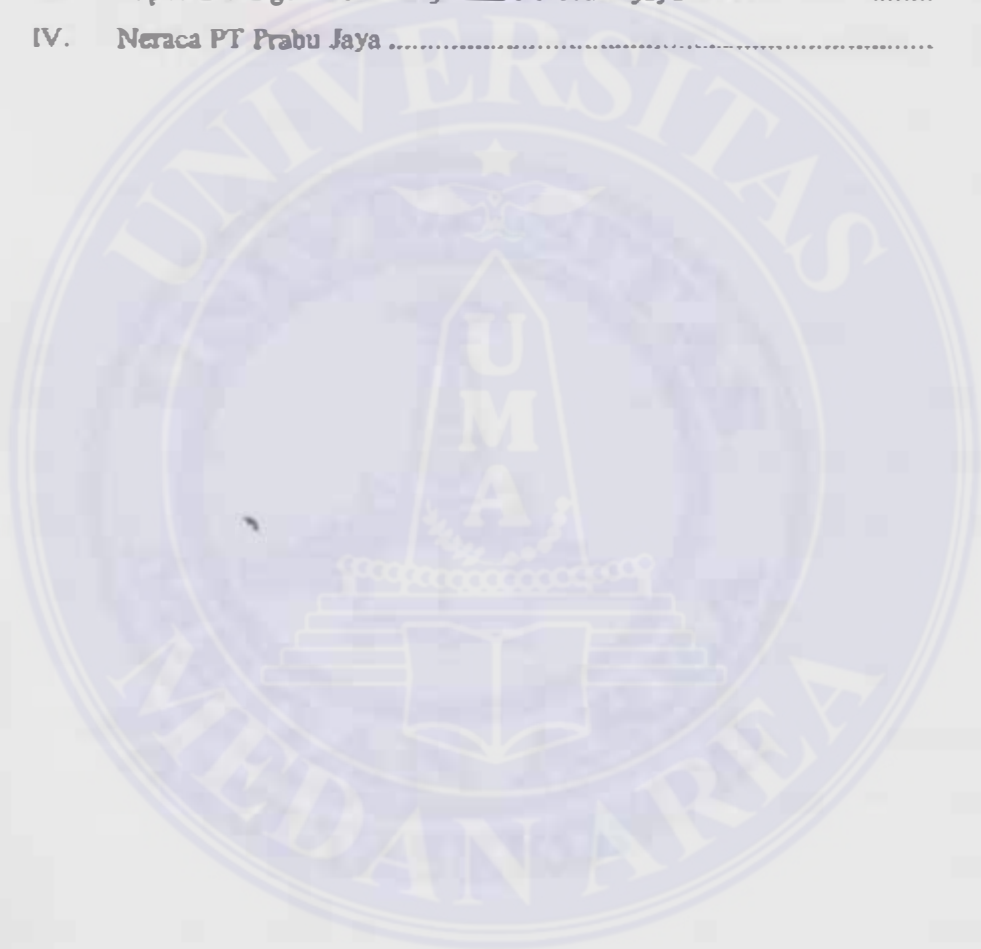 IV. Neraca PT Prabu Jaya ........................................................
UNIVERSITAS
U
M
A
MEDAN AREA